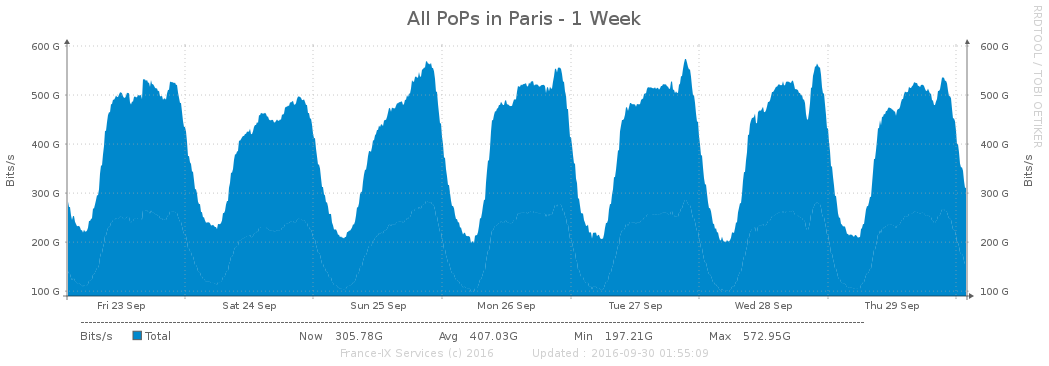 All PoPs in Paris - 1 Week
RRDTOOL / TOBI OETIKER
600 G 600 G
500 G 500 G
400 G 400 G
300 G 300 G
200 G 200 G
100 G 100 G
Bits/s
Bits/s
Fri 23 Sep Sat 24 Sep Sun 25 Sep Mon 26 Sep Tue 27 Sep Wed 28 Sep Thu 29 Sep
Bits/s Total Now 305.78G Avg 407.03G Min 197.21G Max 572.95G
France-IX Services (c) 2016 Updated : 2016-09-30 01:55:09